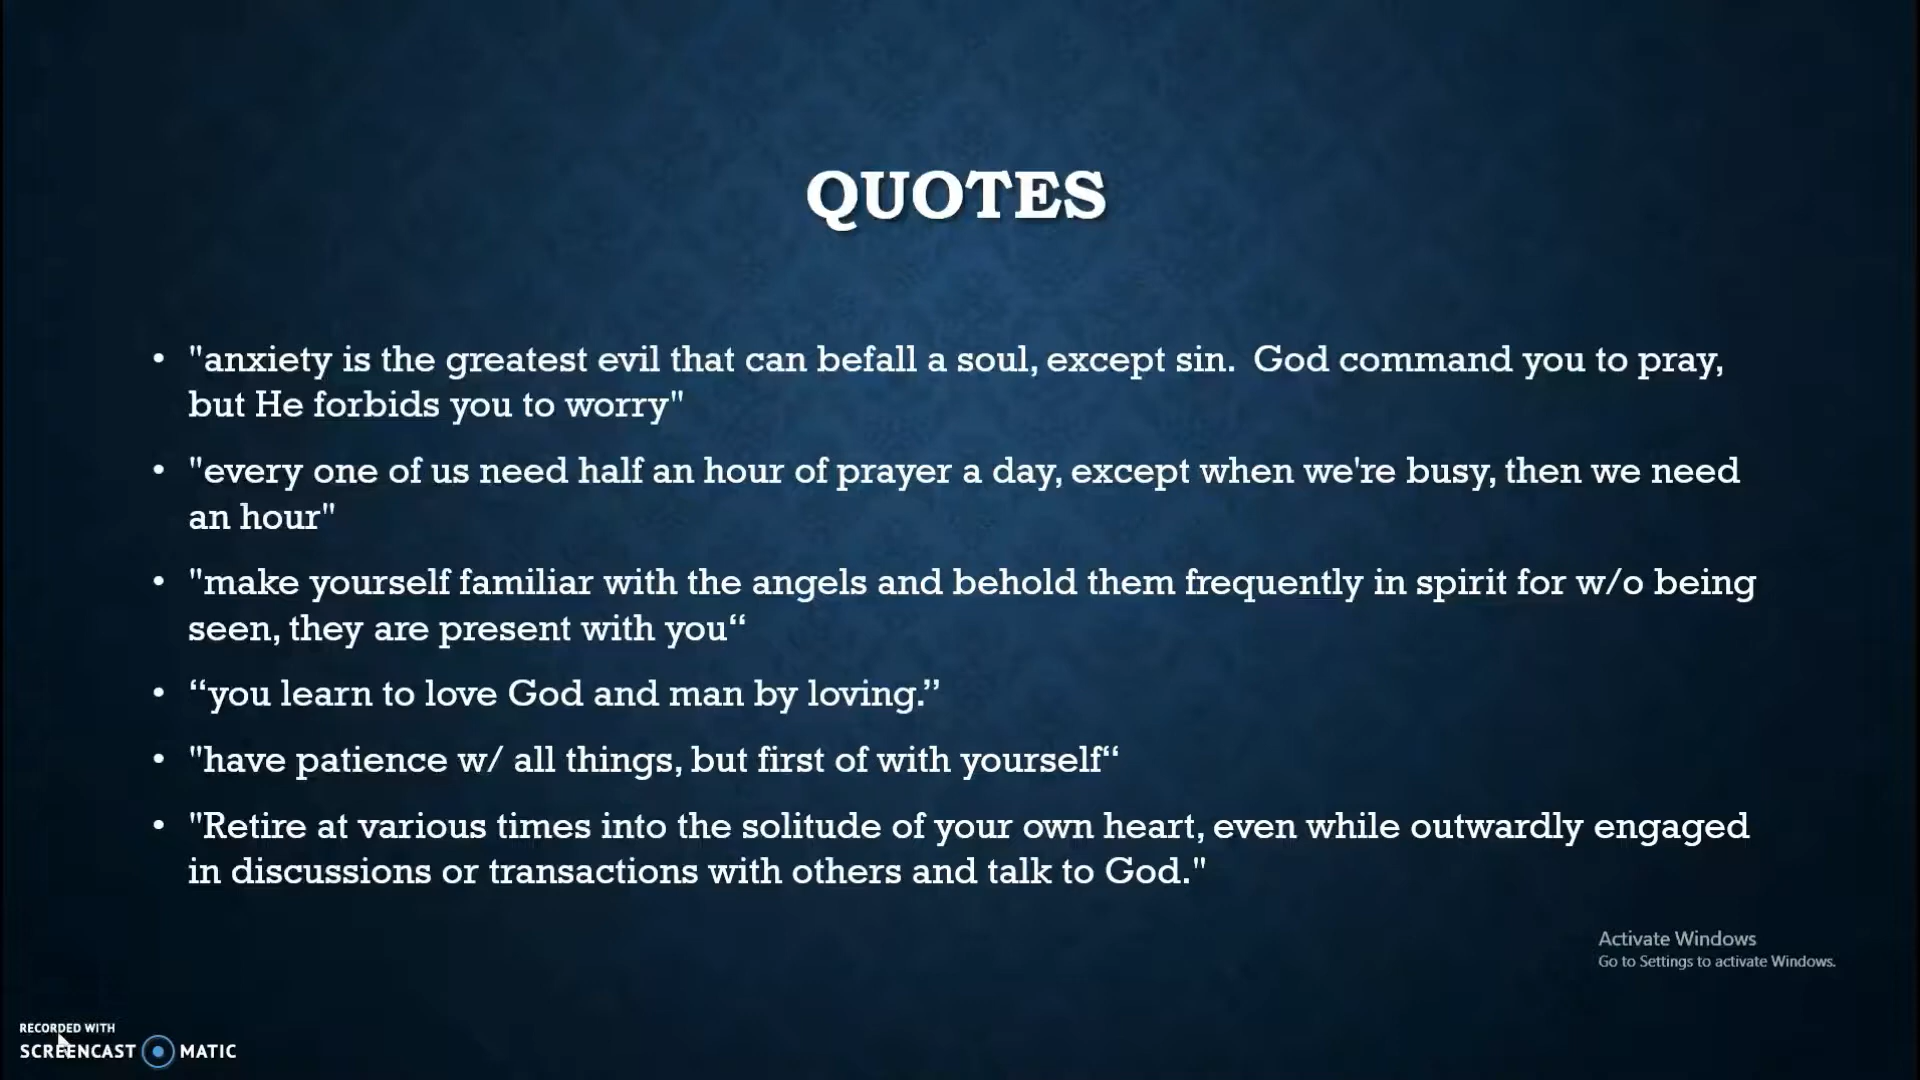 QUOTES
• "anxiety is the greatest evil that can befall a soul, except sin.  God command you to pray,
but He forbids you to worry"
• "every one of us need half an hour of prayer a day, except when we're busy, then we need
an hour"
• "make yourself familiar with the angels and behold them frequently in spirit for w/o being
seen, they are present with you“
• “you learn to love God and man by loving.”
• "have patience w/ all things, but first of with yourself“
• "Retire at various times into the solitude of your own heart, even while outwardly engaged
in discussions or transactions with others and talk to God."
Activate Windows
Go to Settings to activate Windows.
RECORDED WITH
SCREENCAST MATIC